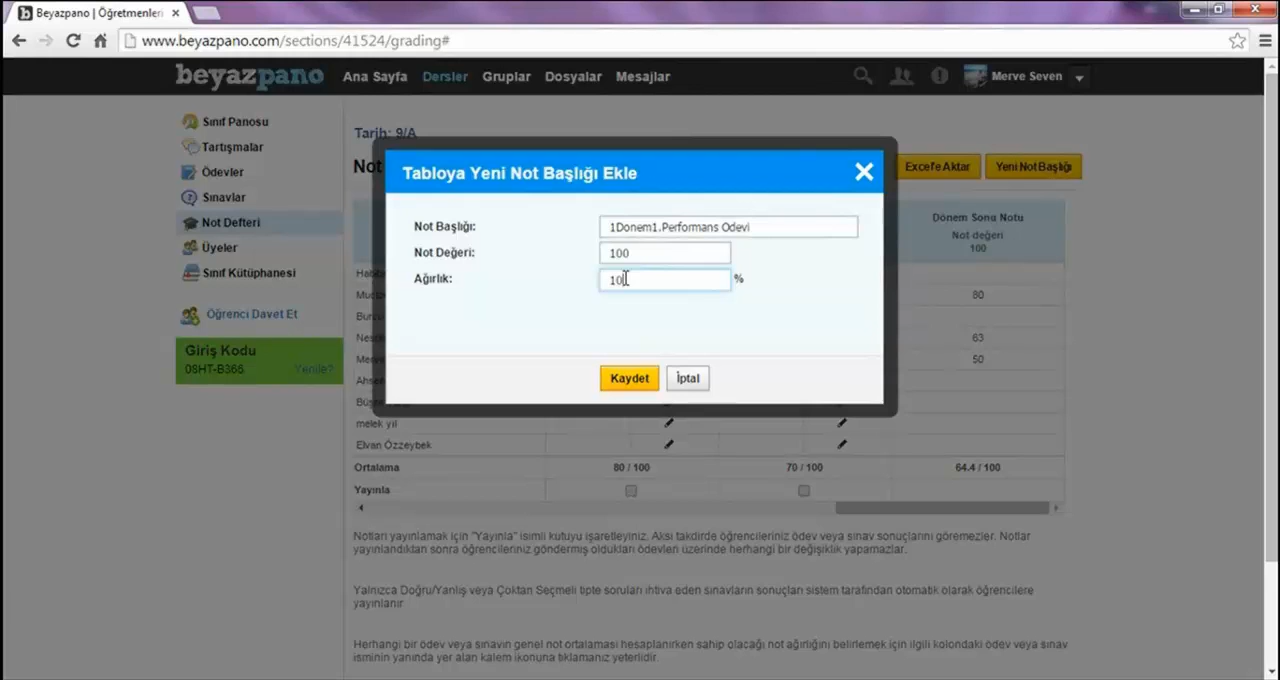 Beyazpano | Öğretmenleri
www.beyazpano.com/sections/41524/grading#
beyazpano Ana Sayfa Dersler Gruplar Dosyalar Mesajlar Merve Seven
Sınıf Panosu
Tartışmalar
Ödevler
Sınavlar
Not Defteri
Üyeler
Sınıf Kütüphanesi
Öğrenci Davet Et
Giriş Kodu
08HT-B365 Yenile?
Tarih: 9/A
Not
Excel'e Aktar Yeni Not Başlığı
Tabloya Yeni Not Başlığı Ekle
Not Başlığı: 1Donem1.Performans Odevi
Not Değeri: 100
Ağırlık: 10 %
Kaydet İptal
Dönem Sonu Notu
Not değeri
100
80
63
50
melek yıl
Elvan Özzeybek
Ortalama 80 / 100 70 / 100 64.4 / 100
Yayınla
Notları yayınlamak için "Yayınla" isimli kutuyu işaretleyiniz. Aksi takdirde öğrencileriniz ödev veya sınav sonuçlarını göremezler. Notlar
yayınlandıktan sonra öğrencileriniz göndermiş oldukları ödevleri üzerinde herhangi bir değişiklik yapamazlar.
Yalnızca Doğru/Yanlış veya Çoktan Seçmeli tipte soruları ihtiva eden sınavların sonuçları sistem tarafından otomatik olarak öğrencilere
yayınlanır
Herhangi bir ödev veya sınavın genel not ortalaması hesaplanırken sahip olacağı not ağırlığını belirlemek için ilgili kolondaki ödev veya sınav
isminin yanında yer alan kalem ikonuna tıklamanız yeterlidir.